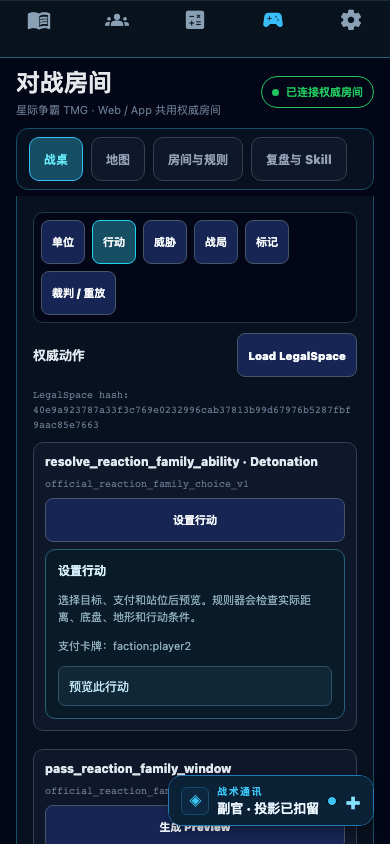 对战房间
已连接权威房间
星际争霸 TMG · Web / App 共用权威房间
战桌
地图
房间与规则
复盘与 Skill
单位
行动
威胁
战局
标记
裁判 / 重放
权威动作
Load LegalSpace
LegalSpace hash:
40e9a923787a33f3c769e0232996cab37813b99d67976b5287fbf
9aac85e7663
resolve_reaction_family_ability · Detonation
official_reaction_family_choice_v1
设置行动
设置行动
选择目标、支付和站位后预览。规则器会检查实际距
离、底盘、地形和行动条件。
支付卡牌：faction:player2
预览此行动
pass_reaction_family_window
official_reaction_fam
战术通讯
副官 · 投影已扣留
生成 Preview